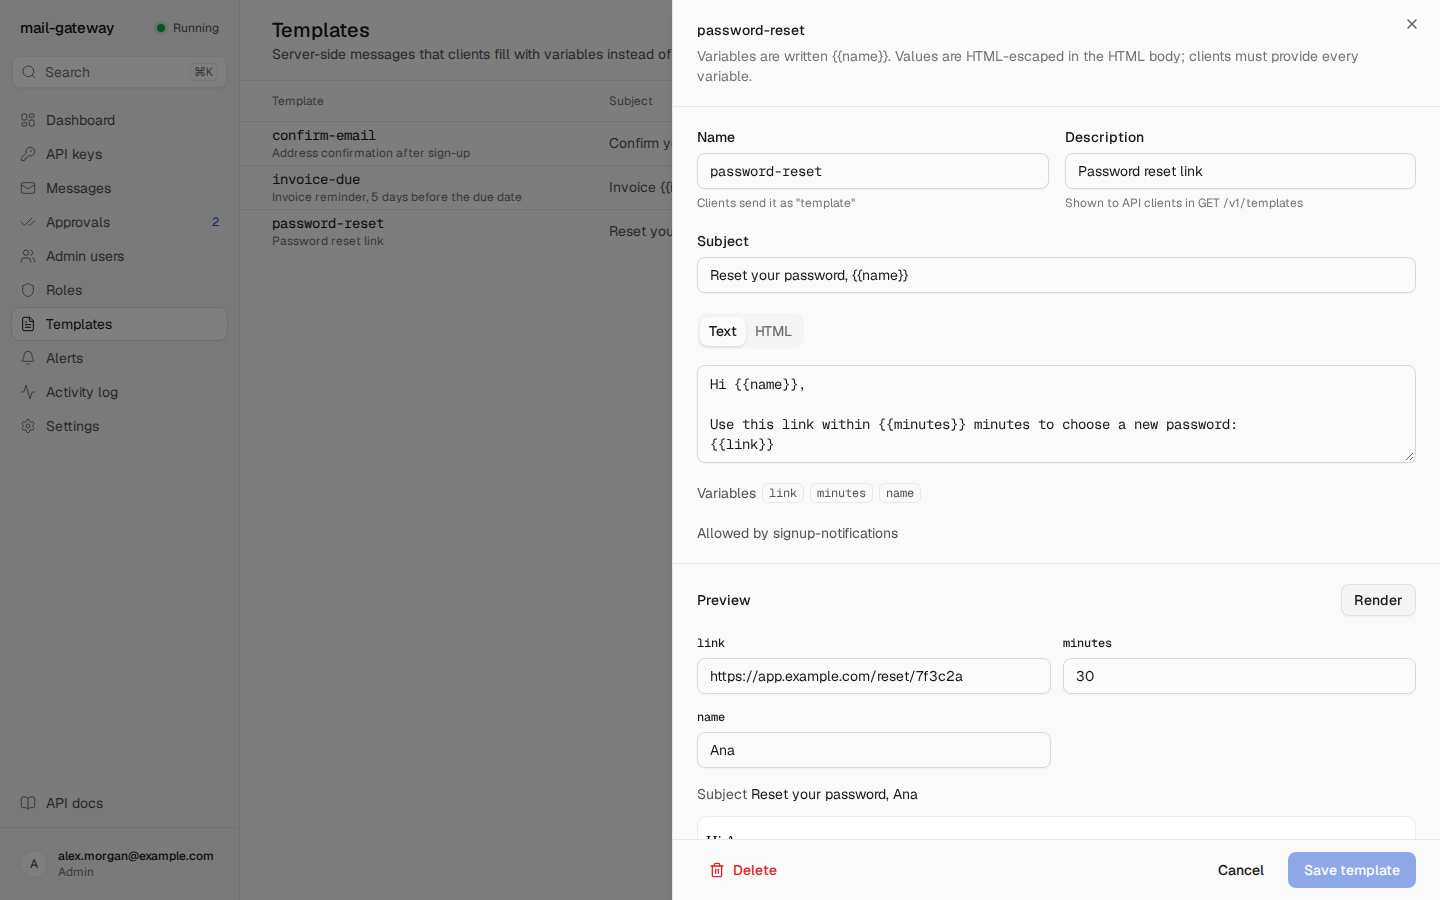 mail-gateway
Running
Search
⌘K
Dashboard
API keys
Messages
Approvals
2
Admin users
Roles
Templates
Alerts
Activity log
Settings
API docs
A
alex.morgan@example.com
Admin
Templates
Server-side messages that clients fill with variables instead of
Template
Subject
confirm-email
Address confirmation after sign-up
Confirm y
invoice-due
Invoice reminder, 5 days before the due date
Invoice {{i
password-reset
Password reset link
Reset you
password-reset
Variables are written {{name}}. Values are HTML-escaped in the HTML body; clients must provide every
variable.
Name
Description
password-reset
Password reset link
Clients send it as "template"
Shown to API clients in GET /v1/templates
Subject
Reset your password, {{name}}
Text
HTML
Hi {{name}},
Use this link within {{minutes}} minutes to choose a new password:
{{link}}
Variables
link
minutes
name
Allowed by signup-notifications
Preview
Render
link
minutes
https://app.example.com/reset/7f3c2a
30
name
Ana
Subject Reset your password, Ana
Delete
Cancel
Save template